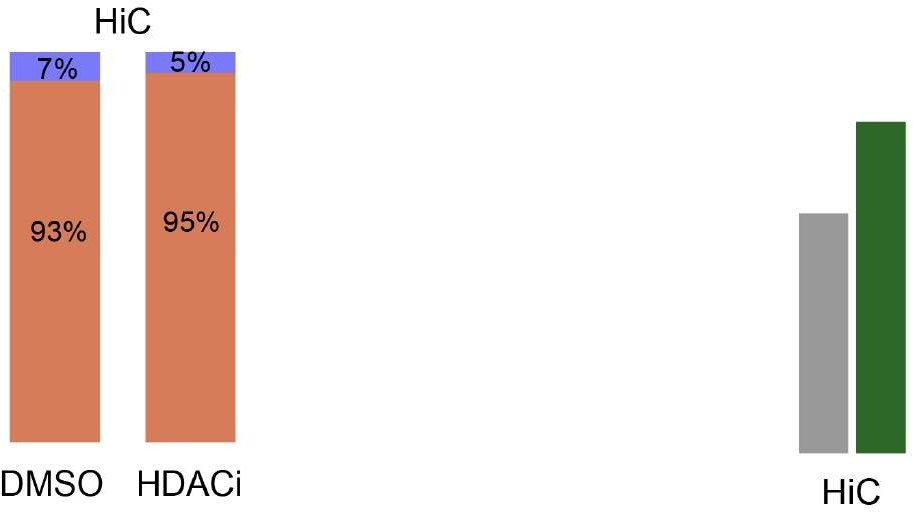 HiC
7% 5%
93% 95%
DMSO HDACi
HiC